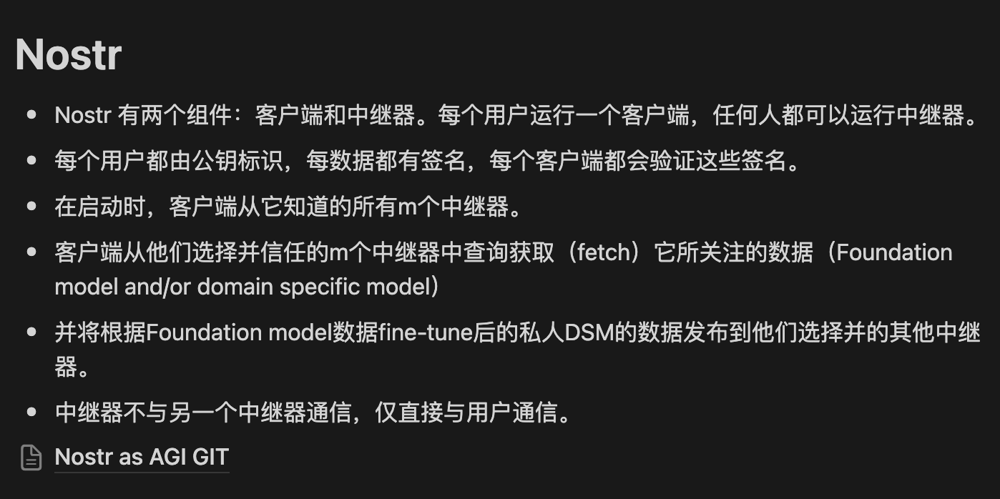 Nostr
• Nostr 有两个组件：客户端和中继器。每个用户运行一个客户端，任何人都可以运行中继器。
• 每个用户都由公钥标识，每数据都有签名，每个客户端都会验证这些签名。
• 在启动时，客户端从它知道的所有m个中继器。
• 客户端从他们选择并信任的m个中继器中查询获取（fetch）它所关注的数据（Foundation
model and/or domain specific model）
• 并将根据Foundation model数据fine-tune后的私人DSM的数据发布到他们选择并的其他中继
器。
• 中继器不与另一个中继器通信，仅直接与用户通信。
Nostr as AGI GIT